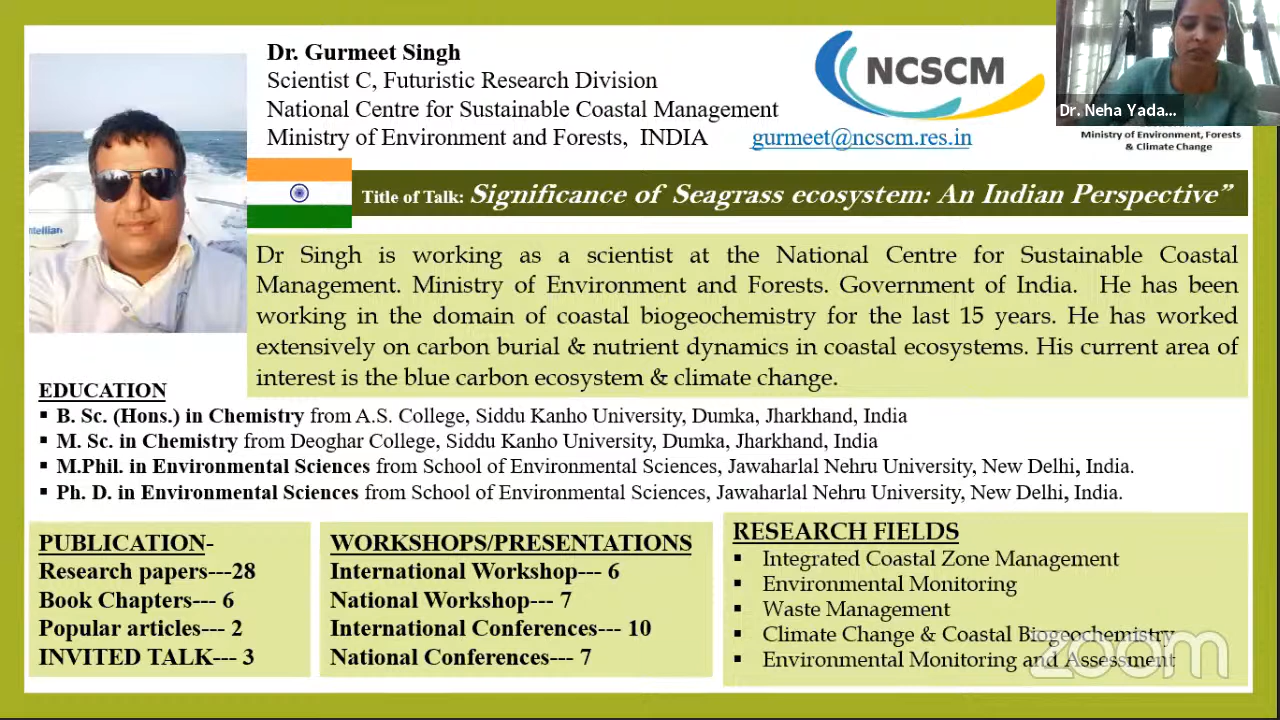 Dr. Gurmeet Singh
Scientist C, Futuristic Research Division
National Centre for Sustainable Coastal Management
Ministry of Environment and Forests, INDIA
gurmeet@ncscm.res.in
NCSCM
Dr. Neha Yada...
Ministry of Environment, Forests
& Climate Change
Title of Talk: Significance of Seagrass ecosystem: An Indian Perspective”
Dr Singh is working as a scientist at the National Centre for Sustainable Coastal
Management. Ministry of Environment and Forests. Government of India. He has been
working in the domain of coastal biogeochemistry for the last 15 years. He has worked
extensively on carbon burial & nutrient dynamics in coastal ecosystems. His current area of
interest is the blue carbon ecosystem & climate change.
ntellian
EDUCATION
▪ B. Sc. (Hons.) in Chemistry from A.S. College, Siddu Kanho University, Dumka, Jharkhand, India
▪ M. Sc. in Chemistry from Deoghar College, Siddu Kanho University, Dumka, Jharkhand, India
▪ M.Phil. in Environmental Sciences from School of Environmental Sciences, Jawaharlal Nehru University, New Delhi, India.
▪ Ph. D. in Environmental Sciences from School of Environmental Sciences, Jawaharlal Nehru University, New Delhi, India.
PUBLICATION-
Research papers---28
Book Chapters--- 6
Popular articles--- 2
INVITED TALK--- 3
WORKSHOPS/PRESENTATIONS
International Workshop--- 6
National Workshop--- 7
International Conferences--- 10
National Conferences--- 7
RESEARCH FIELDS
▪ Integrated Coastal Zone Management
▪ Environmental Monitoring
▪ Waste Management
▪ Climate Change & Coastal Biogeochemistry
▪ Environmental Monitoring and Assessment
zoom